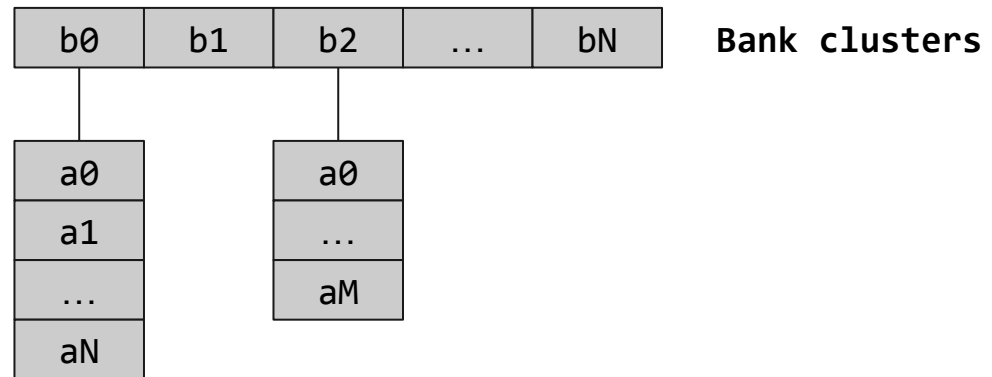 b0 b1 b2 ... bN Bank clusters
a0 a0
a1 ...
... aM
aN